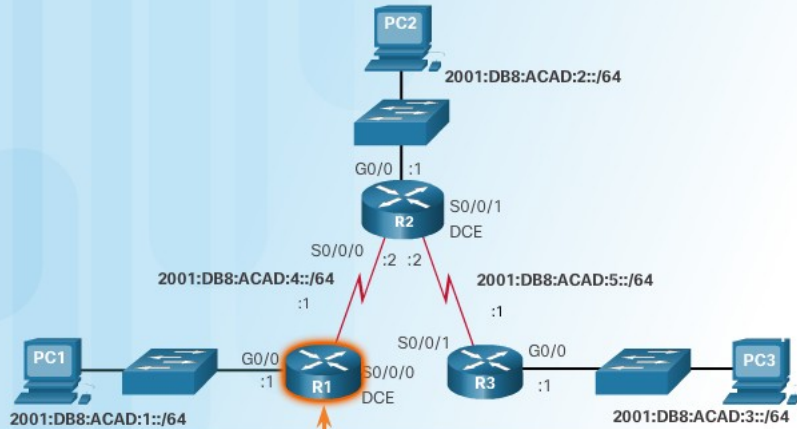 PC2
2001:DB8:ACAD:2::/64
G0/0 :1
R2
S0/0/1
DCE
S0/0/0
:2 :2
2001:DB8:ACAD:4::/64
2001:DB8:ACAD:5::/64
:1
:1
S0/0/1
PC1
G0/0
:1
R1
S0/0/0
DCE
R3
G0/0
:1
PC3
2001:DB8:ACAD:1::/64
2001:DB8:ACAD:3::/64